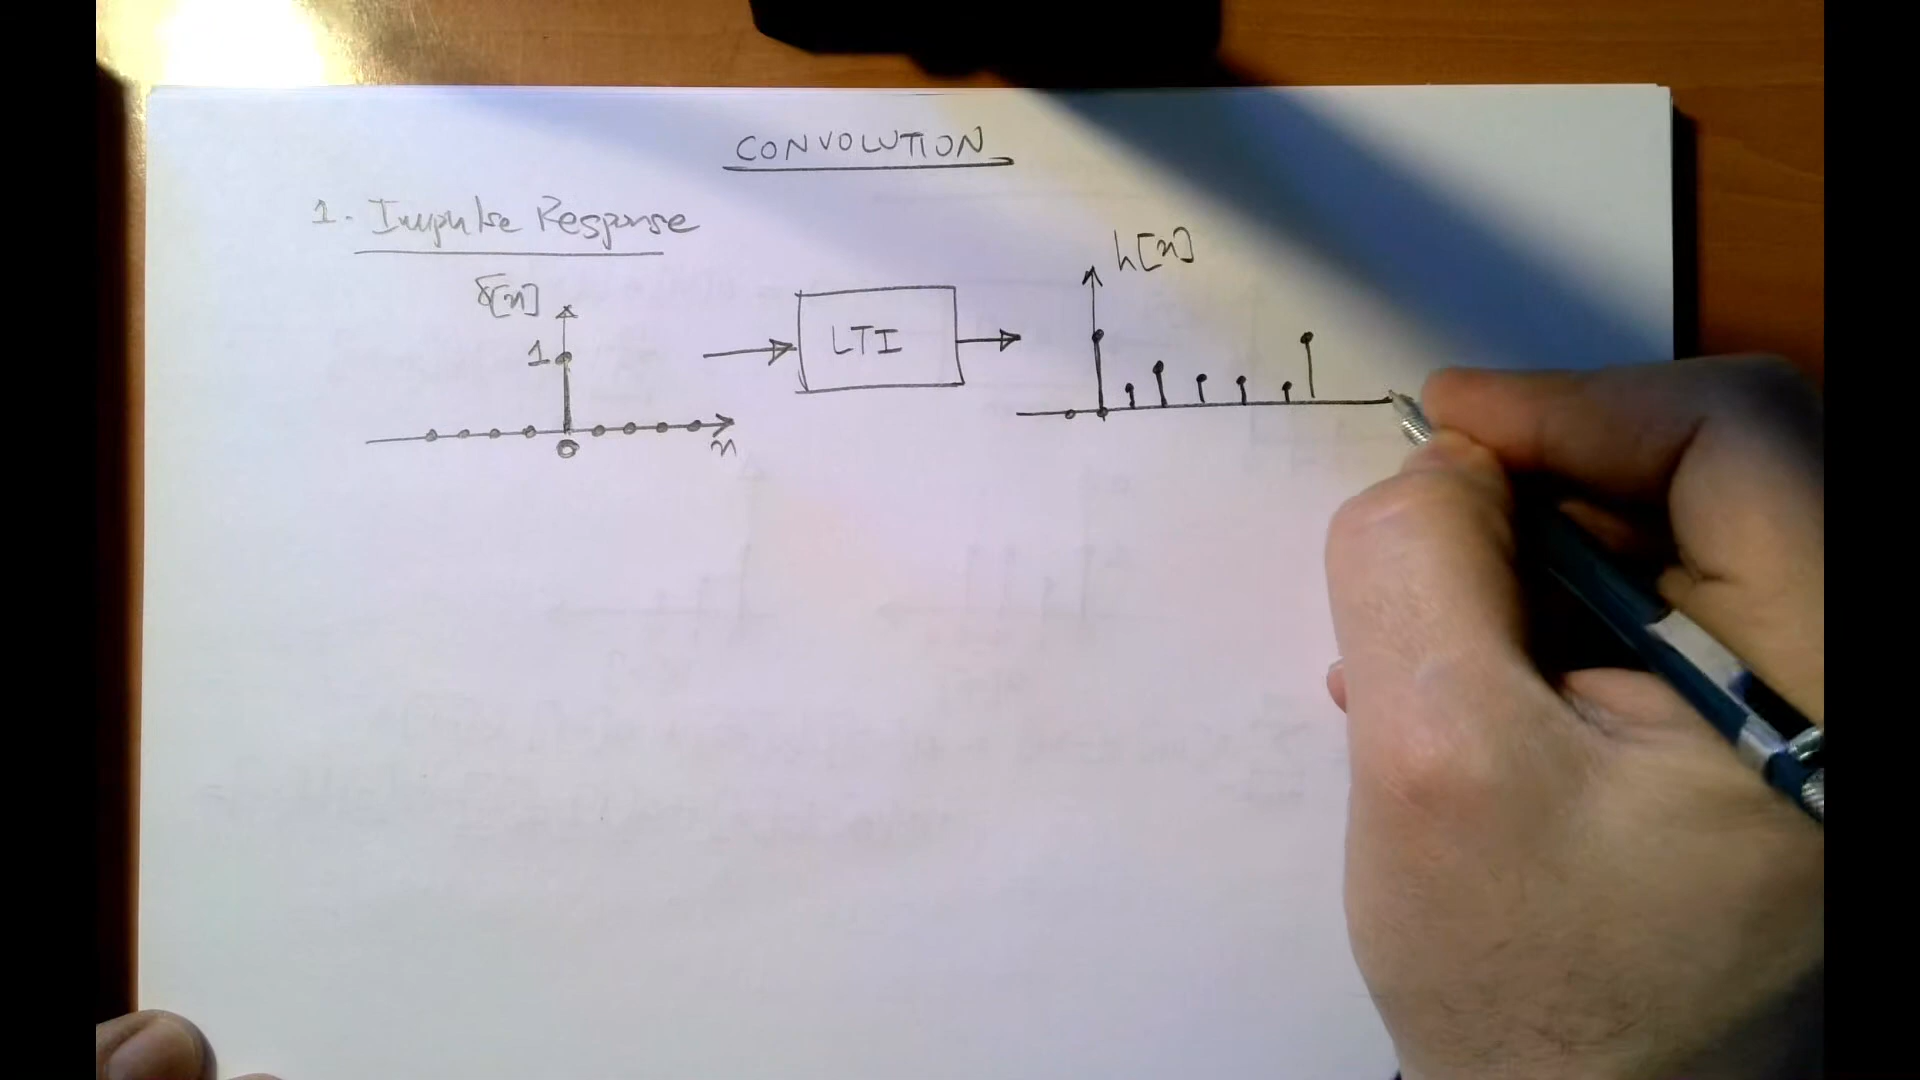 CONVOLUTION
1. Impulse Response
δ[n]
h[n]
1
LTI
0
n